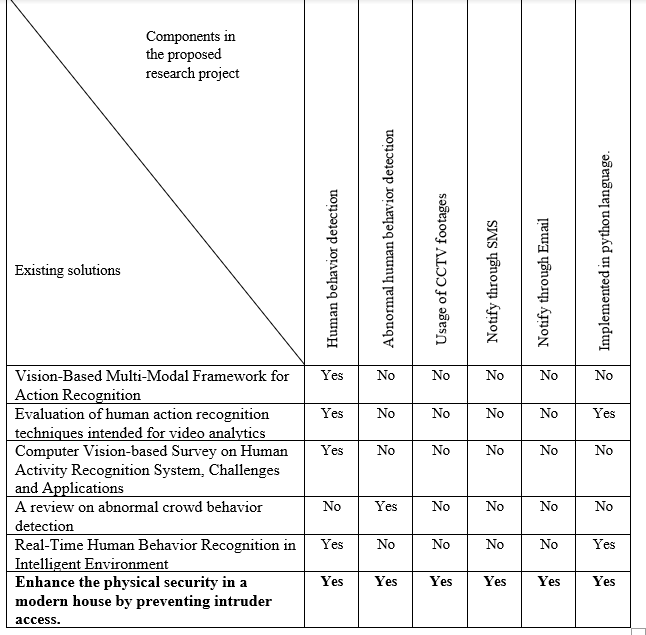 Components in
the proposed
research project
Existing solutions
Human behavior detection
Abnormal human behavior detection
Usage of CCTV footages
Notify through SMS
Notify through Email
Implemented in python language.
Vision-Based Multi-Modal Framework for
Action Recognition
Yes No No No No No
Evaluation of human action recognition
techniques intended for video analytics
Yes No No No No Yes
Computer Vision-based Survey on Human
Activity Recognition System, Challenges
and Applications
Yes No No No No No
A review on abnormal crowd behavior
detection
No Yes No No No No
Real-Time Human Behavior Recognition in
Intelligent Environment
Yes No No No No Yes
Enhance the physical security in a
modern house by preventing intruder
access.
Yes Yes Yes Yes Yes Yes